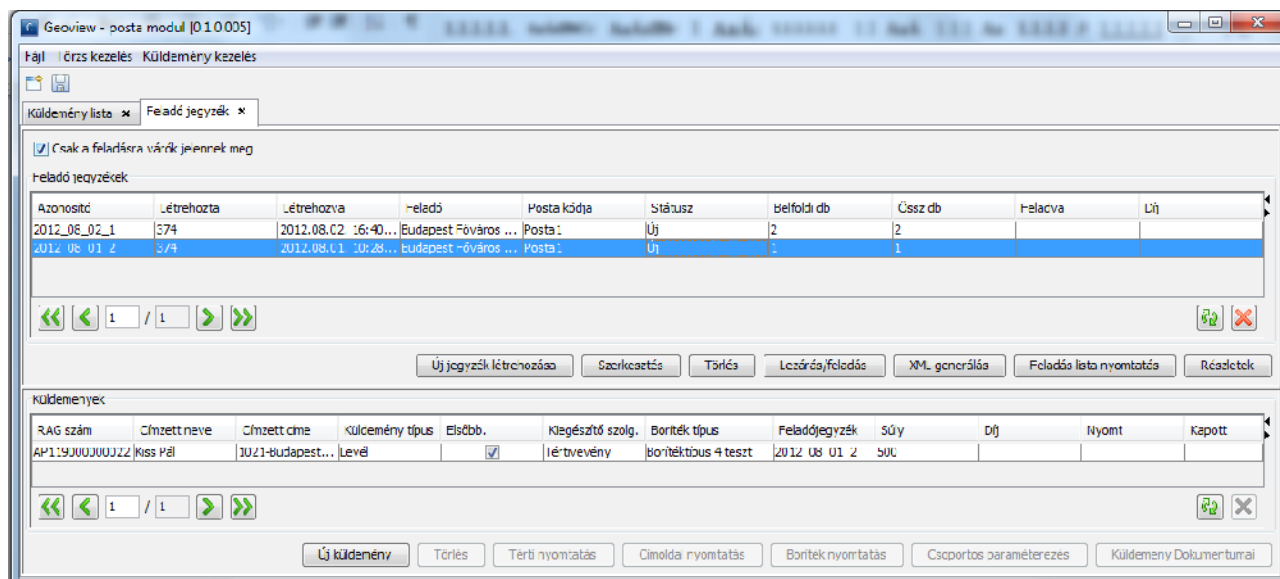 Geoview - posta modul [0.1.0.005]
Fájl Törzs kezelés Küldemény kezelés
Küldemény lista Feladó jegyzék
Csak a feladásra várók jelennek meg
Feladó jegyzékek
Azonosító Létrehozta Létrehozva Feladó Posta kódja Státusz Belföldi db Össz db Feladva Díj
2012_08_02_1 374 2012.08.02. 16:40... Budapest Főváros ... Posta1 Új 2 2
2012_08_01_2 374 2012.08.01. 10:28... Budapest Főváros ... Posta1 Új 1 1
1 / 1
Új jegyzék létrehozása Szerkesztés Törlés Lezárás/feladás XML generálás Feladás lista nyomtatás Részletek
Küldemények
RAG szám Címzett neve Címzett címe Küldemény típus Elsőbb. Kiegészítő szolg. Boríték típus Feladójegyzék Súly Díj Nyomt Kapott
Kiss Pál 1021-Budapest... Levél Tértivevény Borítéktípus 4 teszt 2012_08_01_2 500
1 / 1
Új küldemény Törlés Térti nyomtatás Címoldal nyomtatás Boríték nyomtatás Csoportos paraméterezés Küldemény Dokumentumai